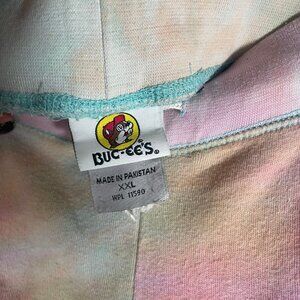 BUC-EE'S®
MADE IN PAKISTAN
XXL
WPL 11590